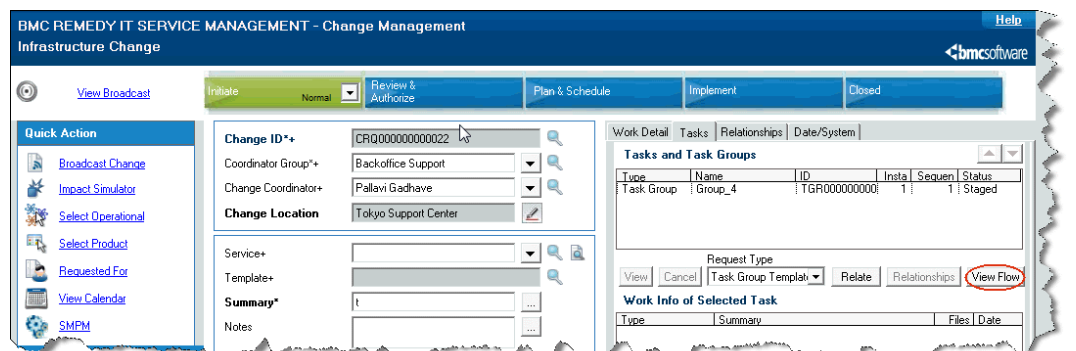 BMC REMEDY IT SERVICE MANAGEMENT - Change Management
Help
Infrastructure Change
bmcsoftware
View Broadcast
Initiate
Normal
Review &
Authorize
Plan & Schedule
Implement
Closed
Quick Action
Broadcast Change
Impact Simulator
Select Operational
Select Product
Requested For
View Calendar
SMPM
Change ID*+
CRQ000000000022
Coordinator Group*+
Backoffice Support
Change Coordinator+
Pallavi Gadhave
Change Location
Tokyo Support Center
Service+
Template+
Summary*
t
...
Notes
...
Work Detail Tasks Relationships Date/System
Tasks and Task Groups
Type Name ID Insta Sequen Status
Task Group Group_4 TGR000000000 1 1 Staged
Request Type
View Cancel Task Group Templat Relate Relationships View Flow
Work Info of Selected Task
Type Summary Files Date